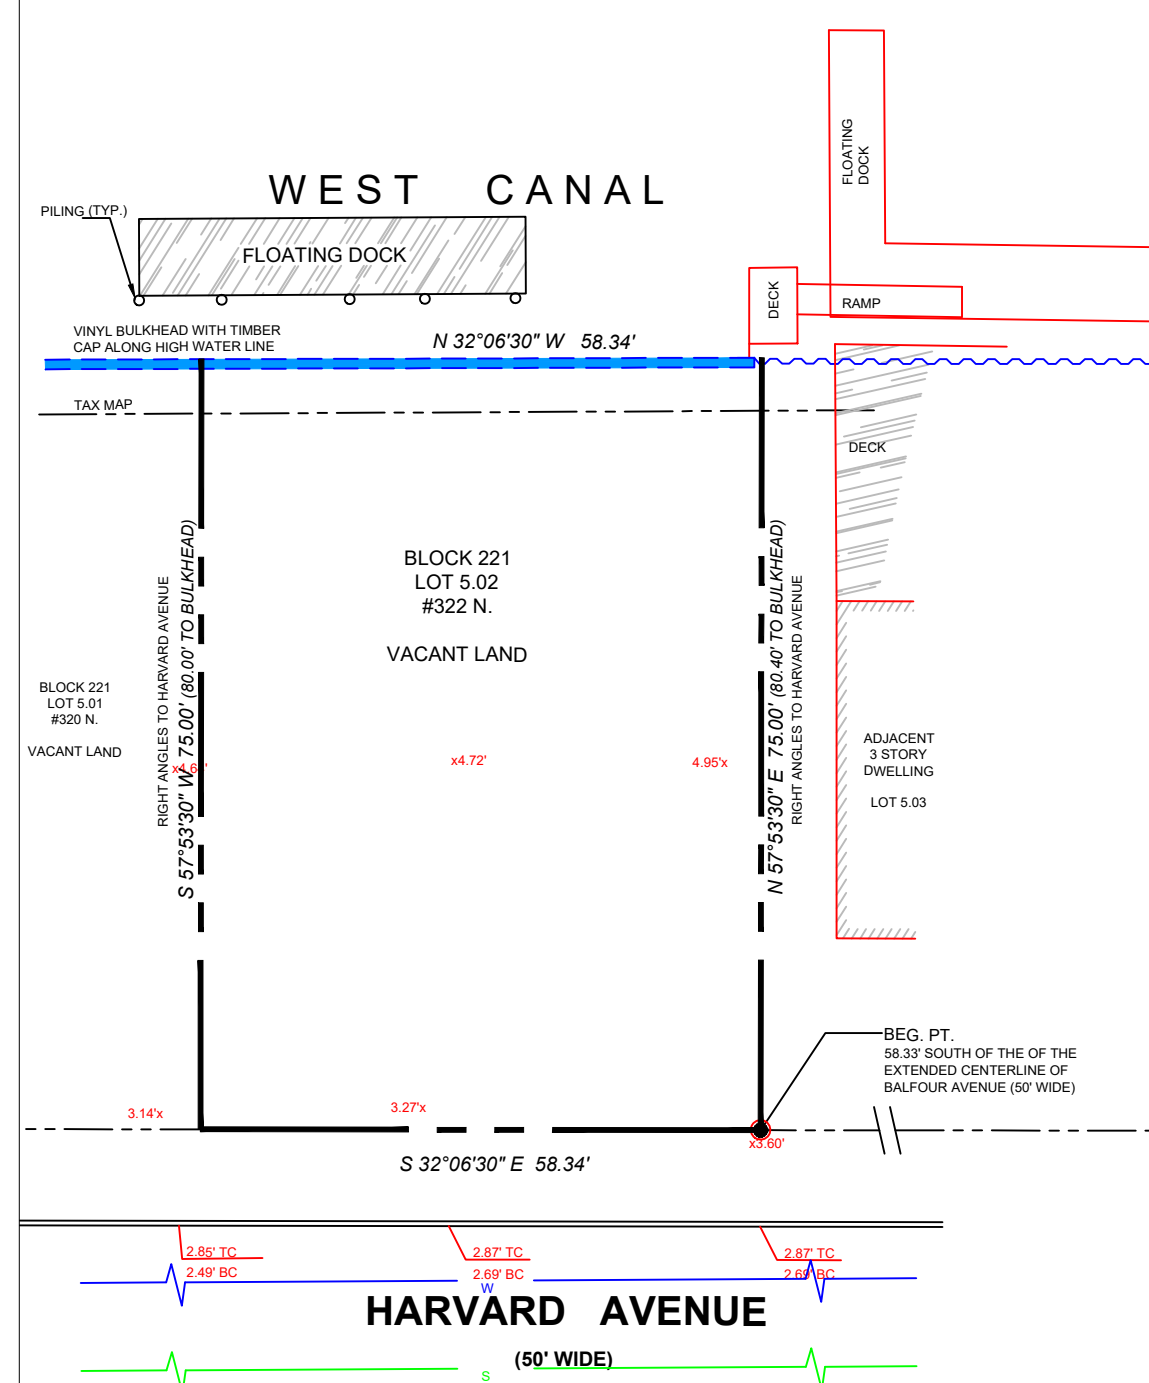 FLOATING
DOCK
WEST CANAL
PILING (TYP.)
FLOATING DOCK
DECK
RAMP
VINYL BULKHEAD WITH TIMBER
CAP ALONG HIGH WATER LINE
N 32°06'30" W 58.34'
TAX MAP
DECK
BLOCK 221
LOT 5.02
#322 N.
VACANT LAND
RIGHT ANGLES TO HARVARD AVENUE
S 57°53'30" W 75.00' (80.00' TO BULKHEAD)
N 57°53'30" E 75.00' (80.40' TO BULKHEAD)
RIGHT ANGLES TO HARVARD AVENUE
BLOCK 221
LOT 5.01
#320 N.
VACANT LAND
x4.72'
4.95'x
ADJACENT
3 STORY
DWELLING
LOT 5.03
BEG. PT.
58.33' SOUTH OF THE OF THE
EXTENDED CENTERLINE OF
BALFOUR AVENUE (50' WIDE)
3.14'x
3.27'x
x3.60'
S 32°06'30" E 58.34'
2.85' TC
2.49' BC
2.87' TC
2.69' BC
2.87' TC
2.69' BC
W
HARVARD AVENUE
(50' WIDE)
S